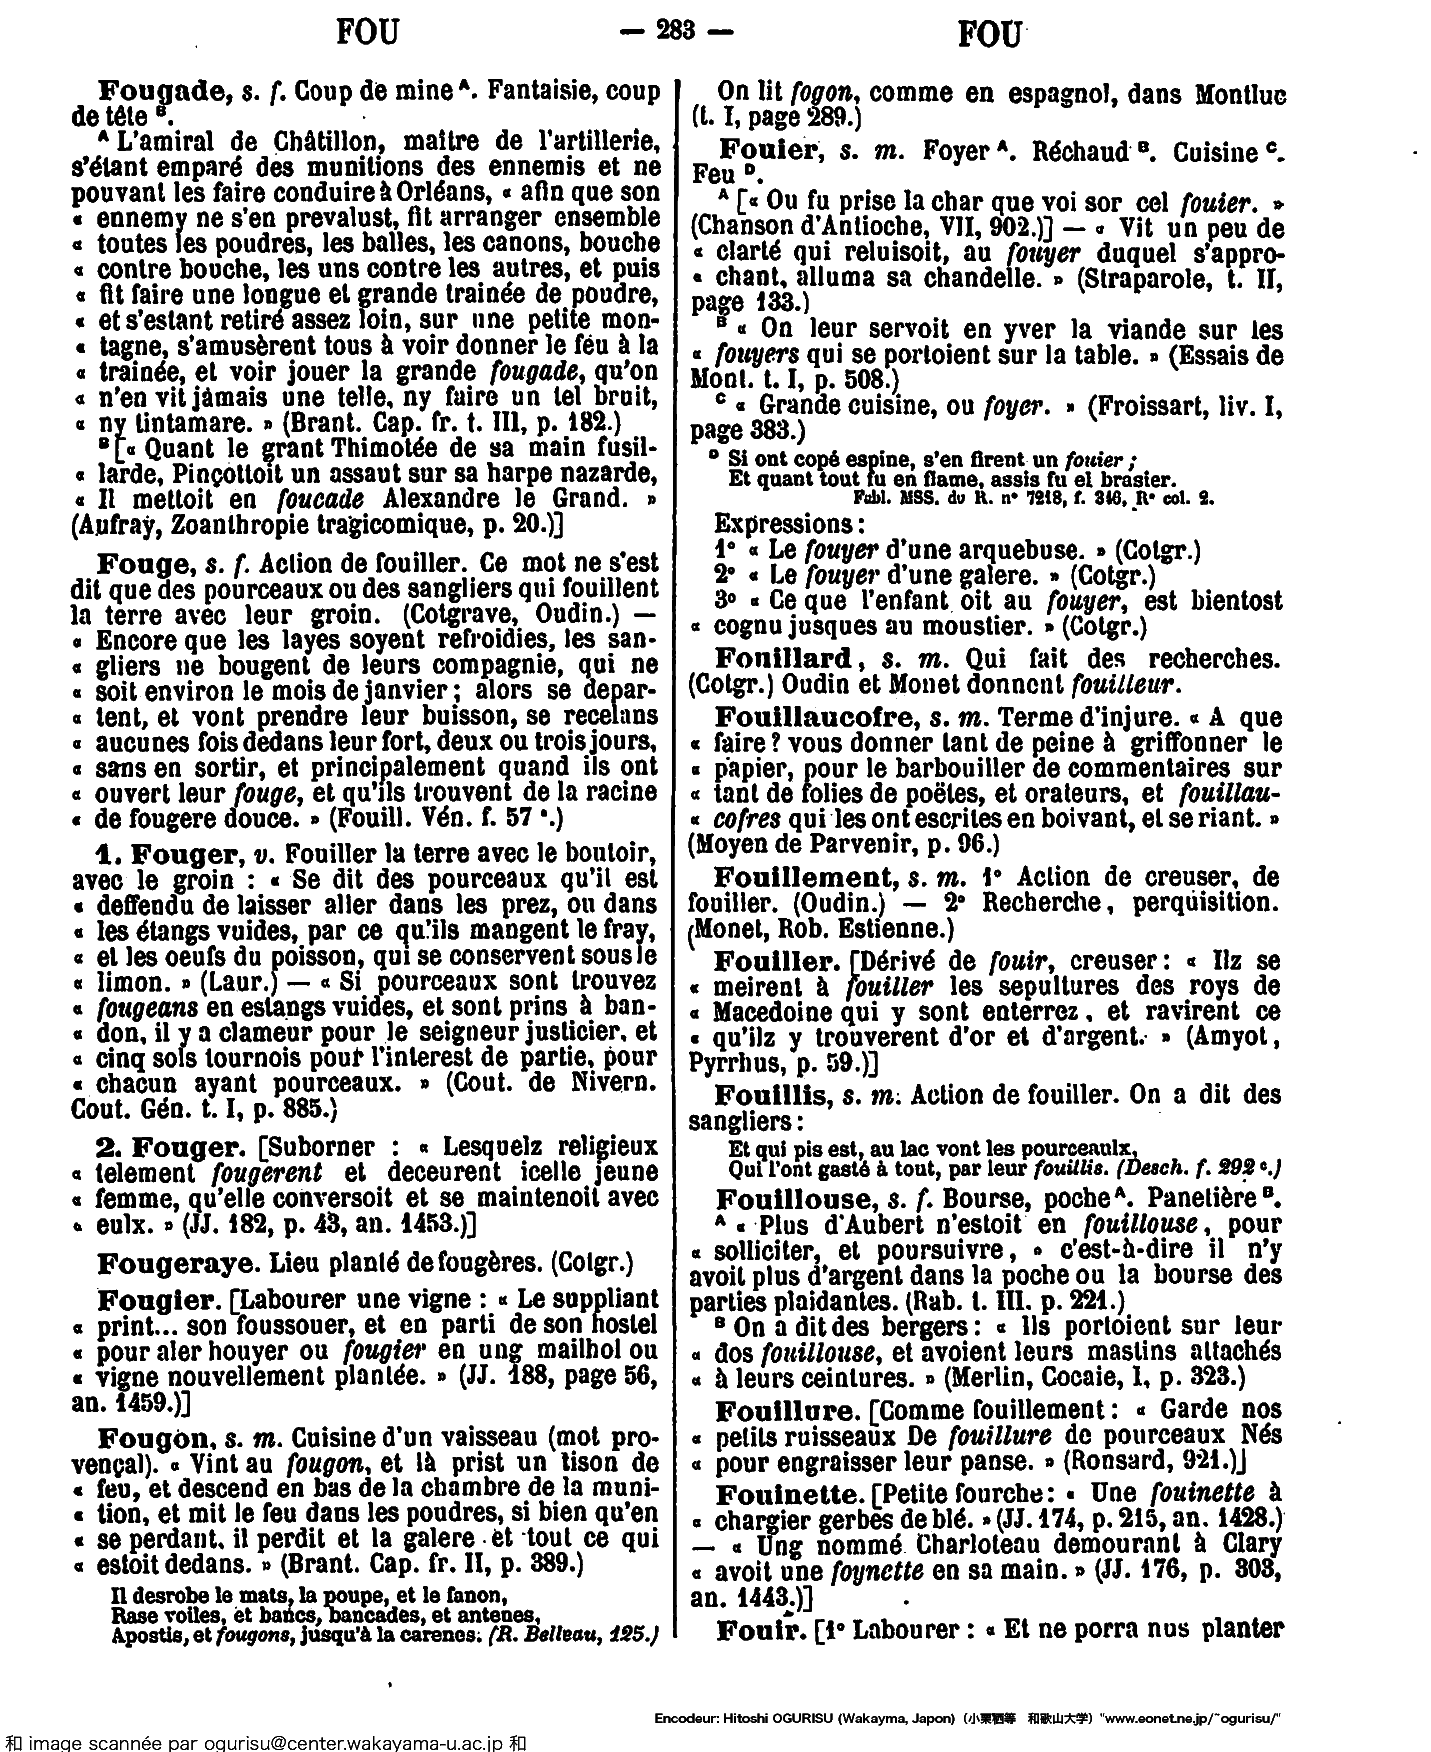 FOU — 283 — FOU
Fougade, s. f. Coup de mine A. Fantaisie, coup
de tête B.
A L'amiral de Châtillon, maître de l'artillerie,
s'étant emparé des munitions des ennemis et ne
pouvant les faire conduire à Orléans, « afin que son
« ennemy ne s'en prevalust, fit arranger ensemble
« toutes les poudres, les balles, les canons, bouche
« contre bouche, les uns contre les autres, et puis
« fit faire une longue et grande trainée de poudre,
« et s'estant retiré assez loin, sur une petite mon-
« tagne, s'amusèrent tous à voir donner le feu à la
« trainée, et voir jouer la grande fougade, qu'on
« n'en vit jamais une telle, ny faire un tel bruit,
« ny tintamare. » (Brant. Cap. fr. t. III, p. 182.)
B [« Quant le grant Thimotée de sa main fusil-
« larde, Pinçottoit un assaut sur sa harpe nazarde,
« Il mettoit en foucade Alexandre le Grand. »
(Aufray, Zoanthropie tragicomique, p. 20.)]
Fouge, s. f. Action de fouiller. Ce mot ne s'est
dit que des pourceaux ou des sangliers qui fouillent
la terre avec leur groin. (Cotgrave, Oudin.) —
« Encore que les layes soyent refroidies, les san-
« gliers ne bougent de leurs compagnie, qui ne
« soit environ le mois de janvier ; alors se depar-
« tent, et vont prendre leur buisson, se recelans
« aucunes fois dedans leur fort, deux ou trois jours,
« sans en sortir, et principalement quand ils ont
« ouvert leur fouge, et qu'ils trouvent de la racine
« de fougere douce. » (Fouill. Vén. f. 57 a.)
1. Fouger, v. Fouiller la terre avec le boutoir,
avec le groin : « Se dit des pourceaux qu'il est
« deffendu de laisser aller dans les prez, ou dans
« les étangs vuides, par ce qu'ils mangent le fray,
« et les oeufs du poisson, qui se conservent sous le
« limon. » (Laur.) — « Si pourceaux sont trouvez
« fougeans en estangs vuides, et sont prins à ban-
« don, il y a clameur pour le seigneur justicier, et
« cinq sols tournois pour l'interest de partie, pour
« chacun ayant pourceaux. » (Cout. de Nivern.
Cout. Gén. t. I, p. 885.)
2. Fouger. [Suborner : « Lesquelz religieux
« telement fougerent et deceurent icelle jeune
« femme, qu'elle conversoit et se maintenoit avec
« eulx. » (JJ. 182, p. 43, an. 1453.)]
Fougeraye. Lieu planté de fougères. (Cotgr.)
Fougier. [Labourer une vigne : « Le suppliant
« print... son foussouer, et en parti de son hostel
« pour aler houyer ou fougier en ung mailhol ou
« vigne nouvellement plantée. » (JJ. 188, page 56,
an. 1459.)]
Fougon, s. m. Cuisine d'un vaisseau (mot pro-
vençal). « Vint au fougon, et là prist un tison de
« feu, et descend en bas de la chambre de la muni-
« tion, et mit le feu dans les poudres, si bien qu'en
« se perdant, il perdit et la galere et tout ce qui
« estoit dedans. » (Brant. Cap. fr. II, p. 389.)
Il desrobe le mats, la poupe, et le fanon,
Rase voiles, et bancs, bancades, et antenes,
Apostis, et fougons, jusqu'à la carenes. (R. Belleau, 125.)
On lit fogon, comme en espagnol, dans Montluc
(t. I, page 289.)
Fouier, s. m. Foyer A. Réchaud B. Cuisine C.
Feu D.
A [« Ou fu prise la char que voi sor cel fouier. »
(Chanson d'Antioche, VII, 902.)] — « Vit un peu de
« clarté qui reluisoit, au fouyer duquel s'appro-
« chant, alluma sa chandelle. » (Straparole, t. II,
page 133.)
B « On leur servoit en yver la viande sur les
« fouyers qui se portoient sur la table. » (Essais de
Mont. t. I, p. 508.)
C « Grande cuisine, ou foyer. » (Froissart, liv. I,
page 383.)
D Si ont copé espine, s'en firent un fouier ;
Et quant tout fu en flame, assis fu el brasier.
Fabl. MSS. du R. n° 7218, f. 346, R° col. 2.
Expressions :
1° « Le fouyer d'une arquebuse. » (Cotgr.)
2° « Le fouyer d'une galere. » (Cotgr.)
3° « Ce que l'enfant oit au fouyer, est bientost
« cognu jusques au moustier. » (Cotgr.)
Fouillard, s. m. Qui fait des recherches.
(Cotgr.) Oudin et Monet donnent fouilleur.
Fouillaucofre, s. m. Terme d'injure. « A que
« faire ? vous donner tant de peine à griffonner le
« papier, pour le barbouiller de commentaires sur
« tant de folies de poëtes, et orateurs, et fouillau-
« cofres qui les ont escrites en boivant, et se riant. »
(Moyen de Parvenir, p. 96.)
Fouillement, s. m. 1° Action de creuser, de
fouiller. (Oudin.) — 2° Recherche, perquisition.
(Monet, Rob. Estienne.)
Fouiller. [Dérivé de fouir, creuser : « Ilz se
« meirent à fouiller les sepultures des roys de
« Macedoine qui y sont enterrez, et ravirent ce
« qu'ilz y trouverent d'or et d'argent. » (Amyot,
Pyrrhus, p. 59.)]
Fouillis, s. m. Action de fouiller. On a dit des
sangliers :
Et qui pis est, au lac vont les pourceaulx,
Qui l'ont gasté à tout, par leur fouillis. (Desch. f. 292 c.)
Fouillouse, s. f. Bourse, poche A. Panetière B.
A « Plus d'Aubert n'estoit en fouillouse, pour
« solliciter, et poursuivre, » c'est-à-dire il n'y
avoit plus d'argent dans la poche ou la bourse des
parties plaidantes. (Rab. t. III. p. 221.)
B On a dit des bergers : « Ils portoient sur leur
« dos fouillouse, et avoient leurs mastins attachés
« à leurs ceintures. » (Merlin, Cocaie, I, p. 323.)
Fouillure. [Comme fouillement : « Garde nos
« petits ruisseaux De fouillure de pourceaux Nés
« pour engraisser leur panse. » (Ronsard, 921.)]
Fouinette. [Petite fourche : « Une fouinette à
« chargier gerbes de blé. » (JJ. 174, p. 215, an. 1428.)
— « Ung nommé Charloteau demourant à Clary
« avoit une foynette en sa main. » (JJ. 176, p. 303,
an. 1443.)]
Fouir. [1° Labourer : « Et ne porra nus planter
Encodeur: Hitoshi OGURISU (Wakayma, Japon) (小栗栖等 和歌山大学) "www.eonet.ne.jp/~ogurisu/"
和 image scannée par ogurisu@center.wakayama-u.ac.jp 和